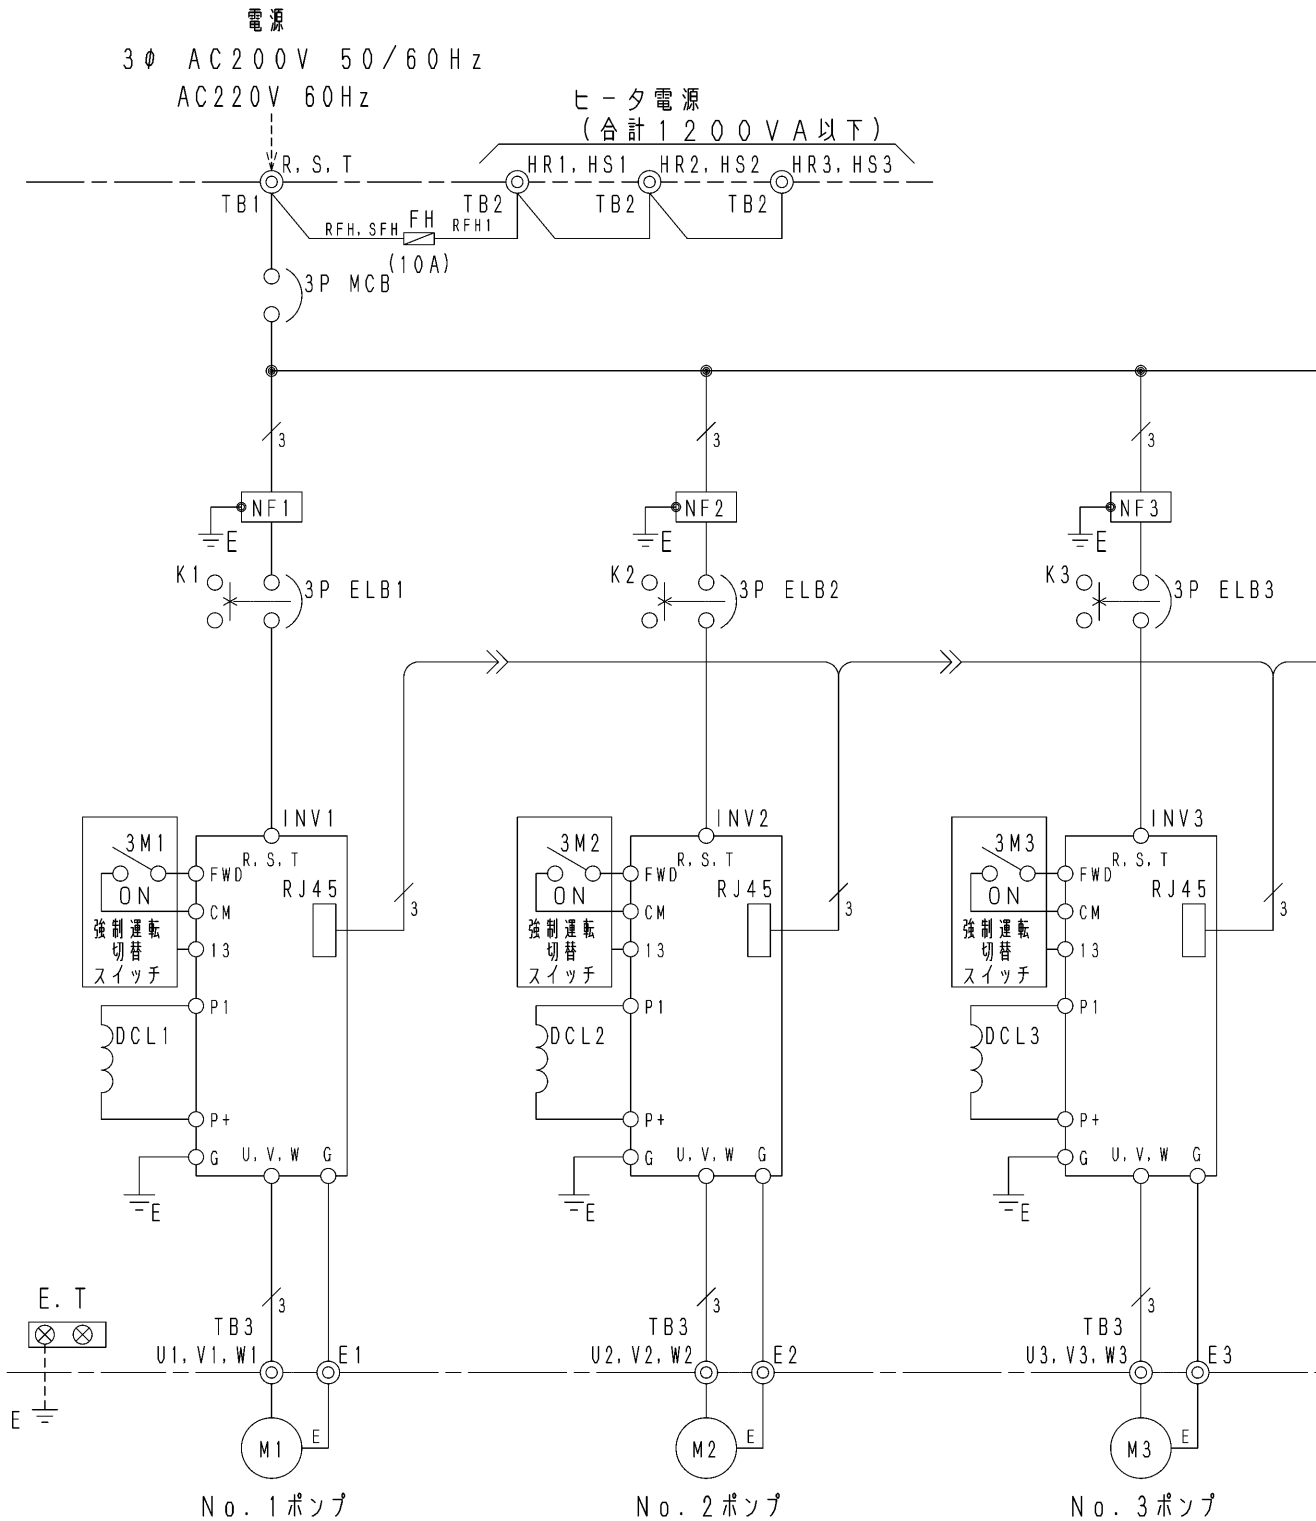 電源
3φ AC200V 50/60Hz
AC220V 60Hz
ヒータ電源
(合計1200VA以下)
R, S, T
HR1, HS1
HR2, HS2
HR3, HS3
TB1
TB2
TB2
TB2
RFH, SFH
FH
RFH1
(10A)
3P MCB
3
3
3
NF1
NF2
NF3
E
E
E
K1
3P ELB1
K2
3P ELB2
K3
3P ELB3
INV1
INV2
INV3
3M1
R, S, T
FWD
RJ45
ON
CM
3
強制運転
切替
スイッチ
13
P1
DCL1
P+
G
U, V, W
G
E
3M2
R, S, T
FWD
RJ45
ON
CM
3
強制運転
切替
スイッチ
13
P1
DCL2
P+
G
U, V, W
G
E
3M3
R, S, T
FWD
RJ45
ON
CM
3
強制運転
切替
スイッチ
13
P1
DCL3
P+
G
U, V, W
G
E
E. T
3
3
3
TB3
TB3
TB3
U1, V1, W1
E1
U2, V2, W2
E2
U3, V3, W3
E3
E
M1
E
M2
E
M3
E
No. 1ポンプ
No. 2ポンプ
No. 3ポンプ